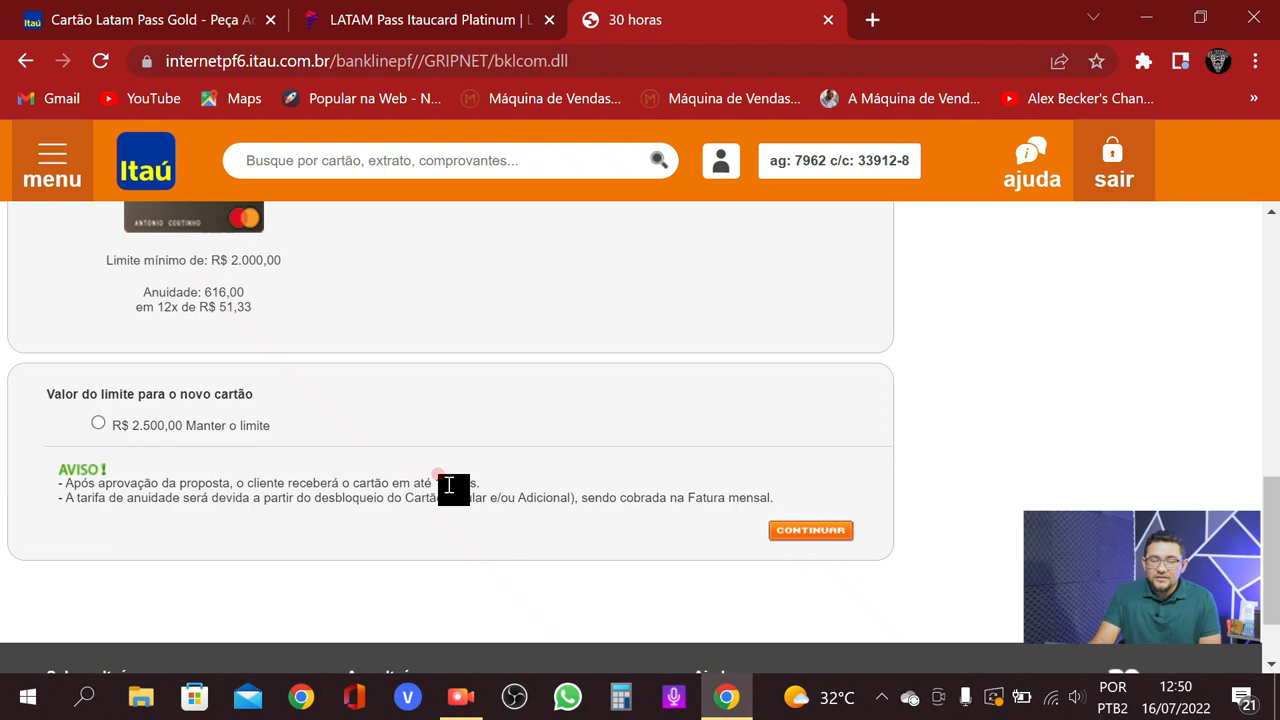 Cartão Latam Pass Gold - Peça Ac
LATAM Pass Itaucard Platinum | L
30 horas
internetpf6.itau.com.br/banklinepf//GRIPNET/bklcom.dll
Gmail
YouTube
Maps
Popular na Web - N...
Máquina de Vendas...
Máquina de Vendas...
A Máquina de Vend...
Alex Becker's Chan...
»
menu
Itaú
Busque por cartão, extrato, comprovantes...
ag: 7962 c/c: 33912-8
ajuda
sair
ANTONIO COUTINHO
Limite mínimo de: R$ 2.000,00
Anuidade: 616,00
em 12x de R$ 51,33
Valor do limite para o novo cartão
R$ 2.500,00 Manter o limite
AVISO !
- Após aprovação da proposta, o cliente receberá o cartão em até
- A tarifa de anuidade será devida a partir do desbloqueio do e/ou Adicional), sendo cobrada na Fatura mensal.
CONTINUAR
32°C
POR
PTB2
12:50
16/07/2022
21